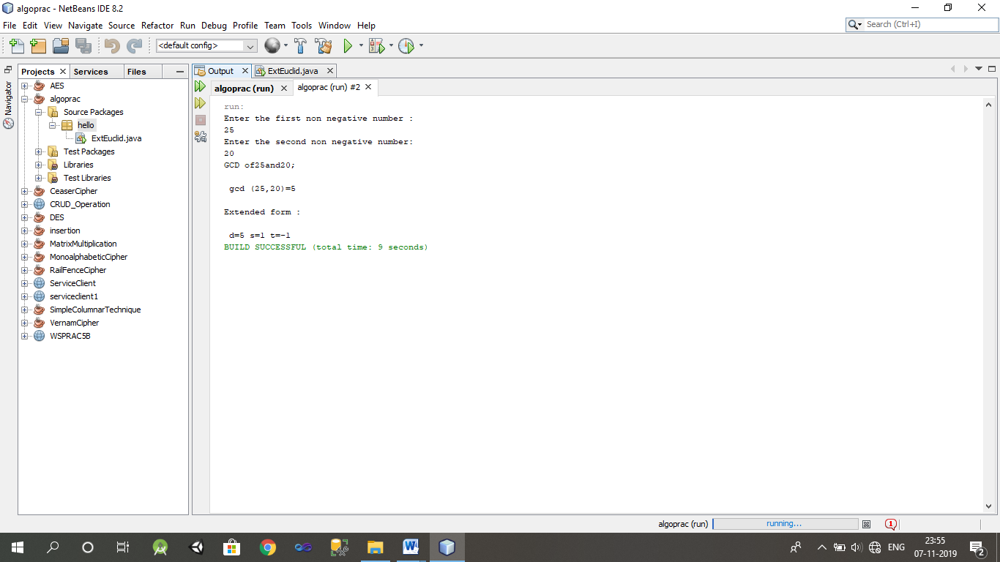 algoprac - NetBeans IDE 8.2
File Edit View Navigate Source Refactor Run Debug Profile Team Tools Window Help
Search (Ctrl+I)
<default config>
Projects Services Files
Output ExtEuclid.java
Navigator
algoprac (run) algoprac (run) #2
AES
algoprac
Source Packages
hello
ExtEuclid.java
Test Packages
Libraries
Test Libraries
CeaserCipher
CRUD_Operation
DES
insertion
MatrixMultiplication
MonoalphabeticCipher
RailFenceCipher
ServiceClient
serviceclient1
SimpleColumnarTechnique
VernamCipher
WSPRAC5B
run:
Enter the first non negative number :
25
Enter the second non negative number:
20
GCD of25and20;
gcd (25,20)=5
Extended form :
d=5 s=1 t=-1
BUILD SUCCESSFUL (total time: 9 seconds)
algoprac (run) running... 1
ENG 23:55
07-11-2019 2